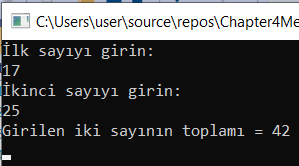 C:\Users\user\source\repos\Chapter4Me
İlk sayıyı girin:
17
İkinci sayıyı girin:
25
Girilen iki sayının toplamı = 42